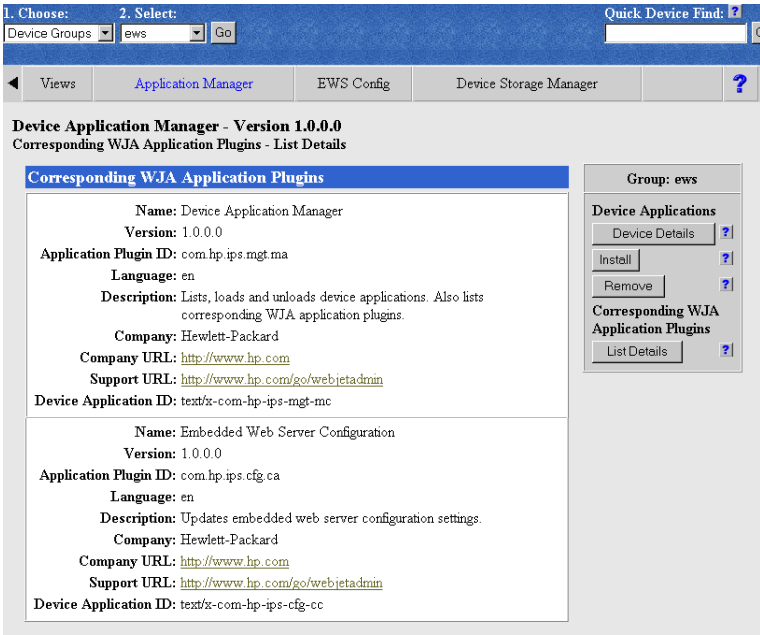 1. Choose: 2. Select: Quick Device Find: ?
Device Groups ews Go
Views Application Manager EWS Config Device Storage Manager ?
Device Application Manager - Version 1.0.0.0
Corresponding WJA Application Plugins - List Details
Corresponding WJA Application Plugins
Name: Device Application Manager
Version: 1.0.0.0
Application Plugin ID: com.hp.ips.mgt.ma
Language: en
Description: Lists, loads and unloads device applications. Also lists
corresponding WJA application plugins.
Company: Hewlett-Packard
Company URL: http://www.hp.com
Support URL: http://www.hp.com/go/webjetadmin
Device Application ID: text/x-com-hp-ips-mgt-mc
Name: Embedded Web Server Configuration
Version: 1.0.0.0
Application Plugin ID: com.hp.ips.cfg.ca
Language: en
Description: Updates embedded web server configuration settings.
Company: Hewlett-Packard
Company URL: http://www.hp.com
Support URL: http://www.hp.com/go/webjetadmin
Device Application ID: text/x-com-hp-ips-cfg-cc
Group: ews
Device Applications
Device Details ?
Install ?
Remove ?
Corresponding WJA
Application Plugins
List Details ?